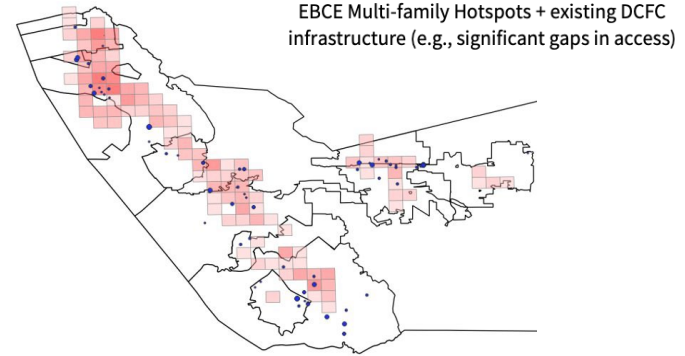 EBCE Multi-family Hotspots + existing DCFC
infrastructure (e.g., significant gaps in access)